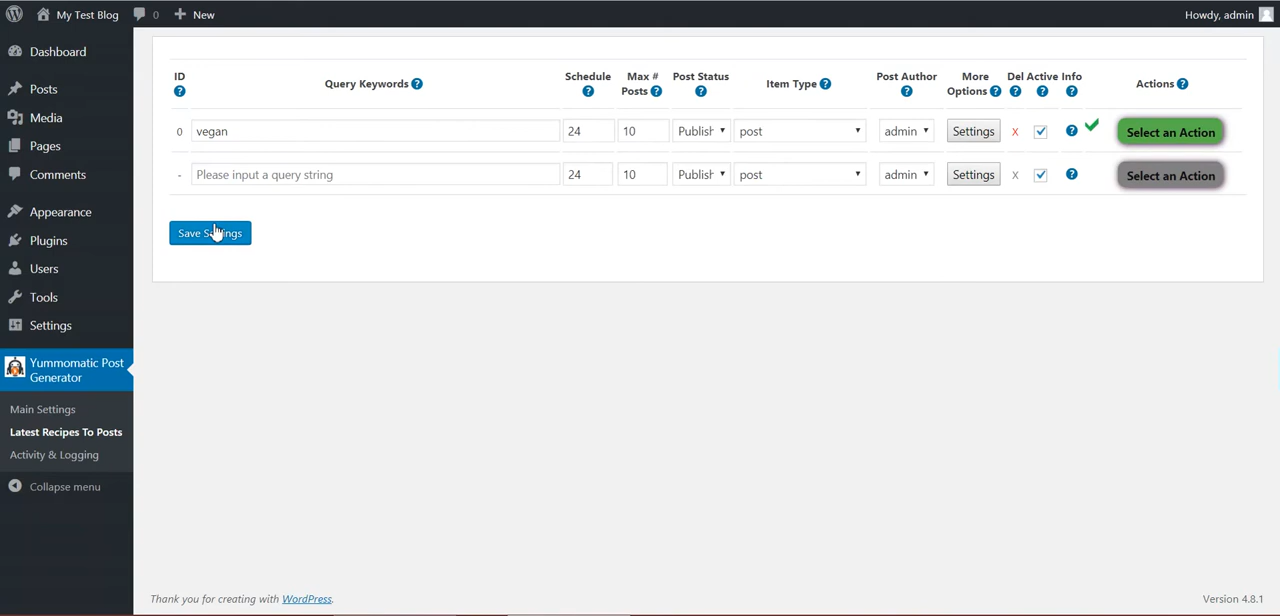 My Test Blog 0 New Howdy, admin
Dashboard
Posts
Media
Pages
Comments
Appearance
Plugins
Users
Tools
Settings
Yummomatic Post
Generator
Main Settings
Latest Recipes To Posts
Activity & Logging
Collapse menu
ID Query Keywords Schedule Max # Posts Post Status Item Type Post Author More Options Del Active Info Actions
0 vegan 24 10 Publish post admin Settings X Select an Action
- Please input a query string 24 10 Publish post admin Settings X Select an Action
Save Settings
Thank you for creating with WordPress. Version 4.8.1